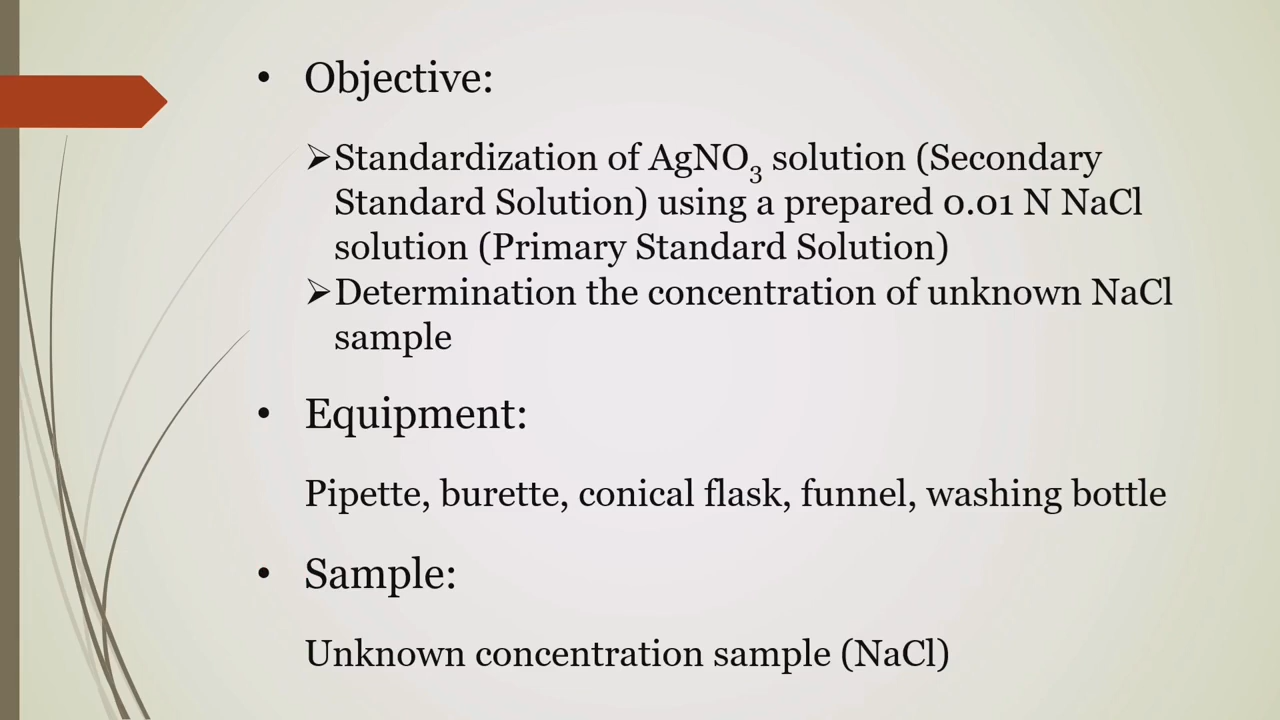 • Objective:
➢Standardization of AgNO₃ solution (Secondary
Standard Solution) using a prepared 0.01 N NaCl
solution (Primary Standard Solution)
➢Determination the concentration of unknown NaCl
sample
• Equipment:
Pipette, burette, conical flask, funnel, washing bottle
• Sample:
Unknown concentration sample (NaCl)